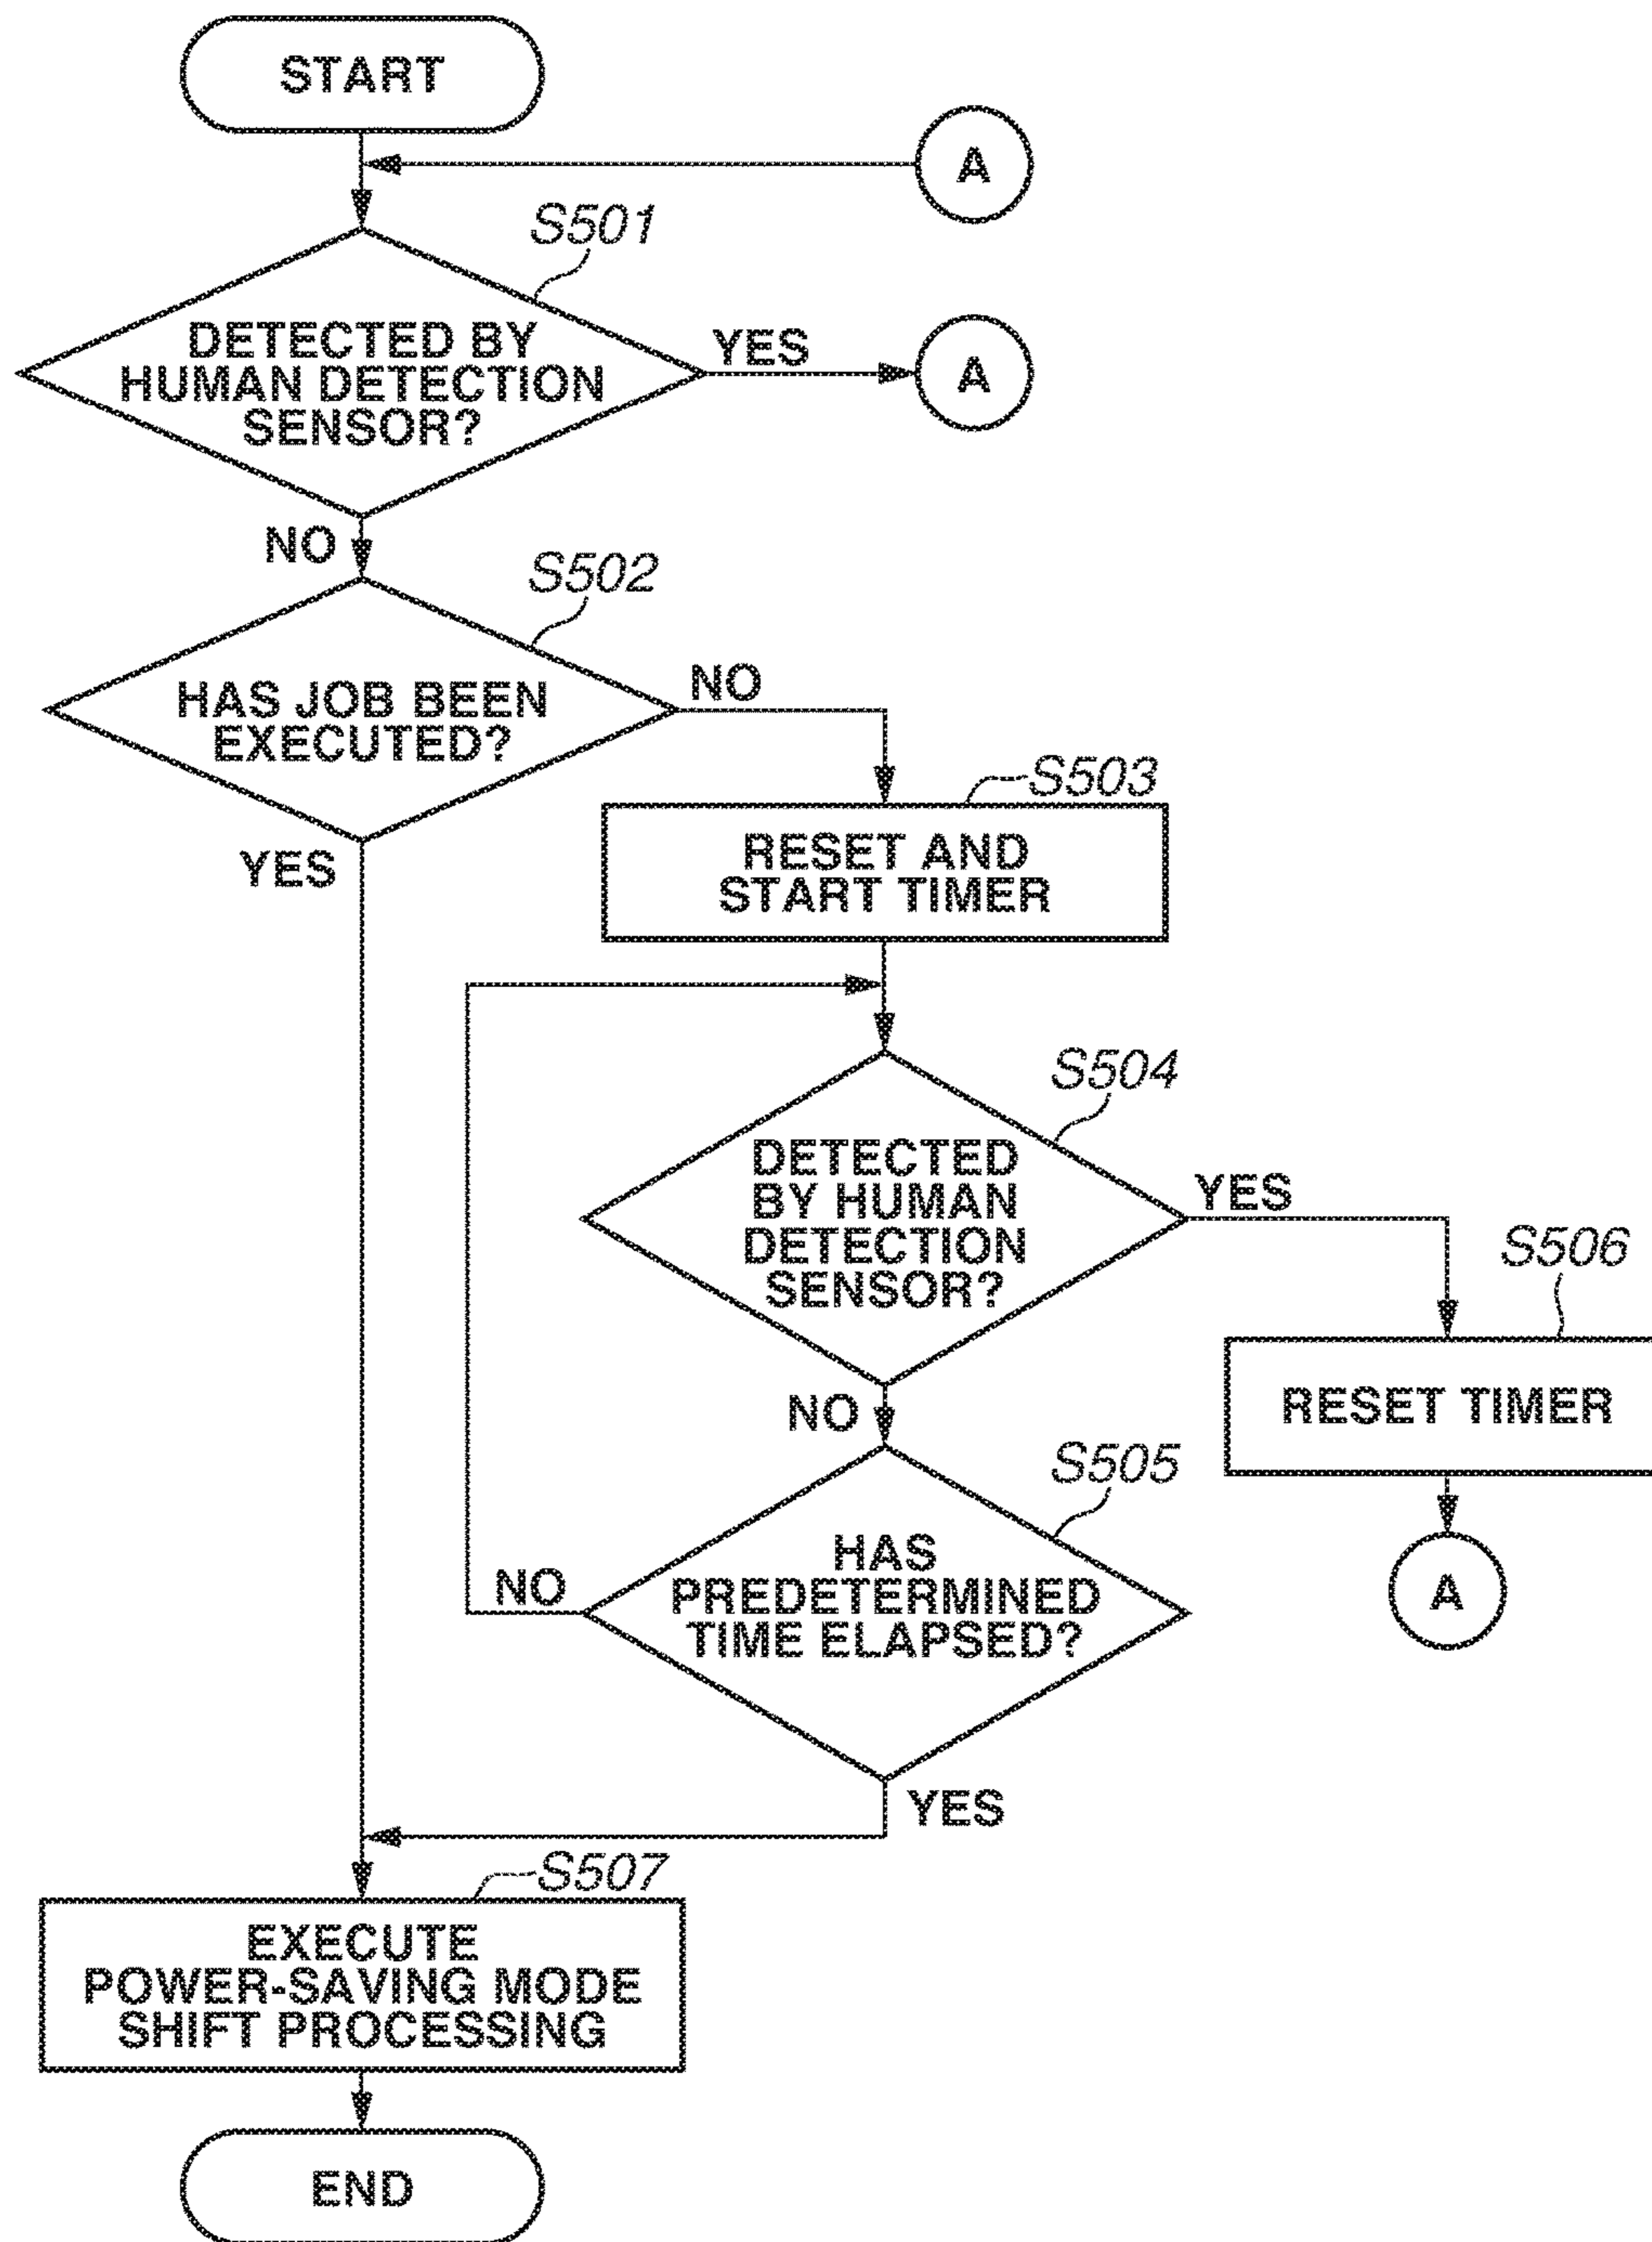 START
A
S501
DETECTED BY
HUMAN DETECTION
SENSOR?
YES
A
NO
S502
HAS JOB BEEN
EXECUTED?
NO
YES
S503
RESET AND
START TIMER
S504
DETECTED
BY HUMAN
DETECTION
SENSOR?
YES
S506
RESET TIMER
A
NO
S505
HAS
PREDETERMINED
TIME ELAPSED?
NO
YES
S507
EXECUTE
POWER-SAVING MODE
SHIFT PROCESSING
END